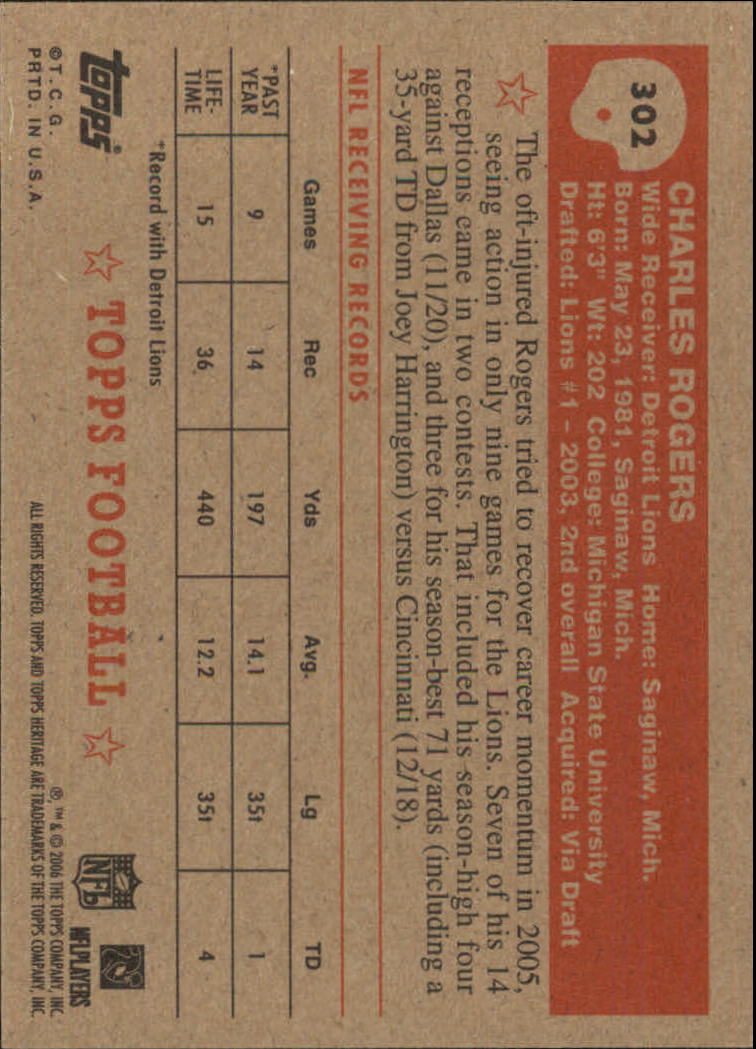 302
CHARLES ROGERS
Wide Receiver: Detroit Lions Home: Saginaw, Mich.
Born: May 23, 1981, Saginaw, Mich.
Ht: 6'3" Wt: 202 College: Michigan State University
Drafted: Lions #1 – 2003, 2nd overall Acquired: Via Draft
The oft-injured Rogers tried to recover career momentum in 2005,
seeing action in only nine games for the Lions. Seven of his 14
receptions came in two contests. That included his season-high four
against Dallas (11/20), and three for his season-best 71 yards (including a
35-yard TD from Joey Harrington) versus Cincinnati (12/18).
NFL RECEIVING RECORDS
Games Rec Yds Avg. Lg TD
*PAST YEAR 9 14 197 14.1 35t 1
LIFE-TIME 15 36 440 12.2 35t 4
*Record with Detroit Lions
topps®
©T.C.G.
PRTD. IN U.S.A.
TOPPS FOOTBALL
NFL
NFLPLAYERS
®, ™ & © 2006 THE TOPPS COMPANY, INC.
ALL RIGHTS RESERVED. TOPPS AND TOPPS HERITAGE ARE TRADEMARKS OF THE TOPPS COMPANY, INC.